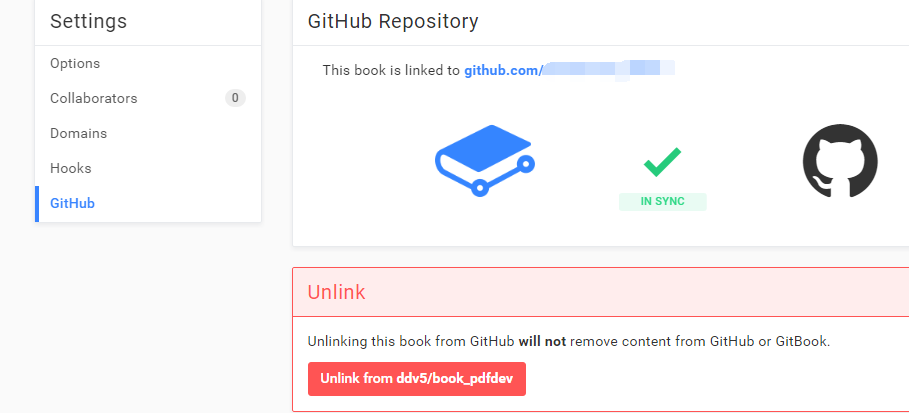 Settings
Options
Collaborators 0
Domains
Hooks
GitHub
GitHub Repository
This book is linked to github.com/
IN SYNC
Unlink
Unlinking this book from GitHub will not remove content from GitHub or GitBook.
Unlink from ddv5/book_pdfdev